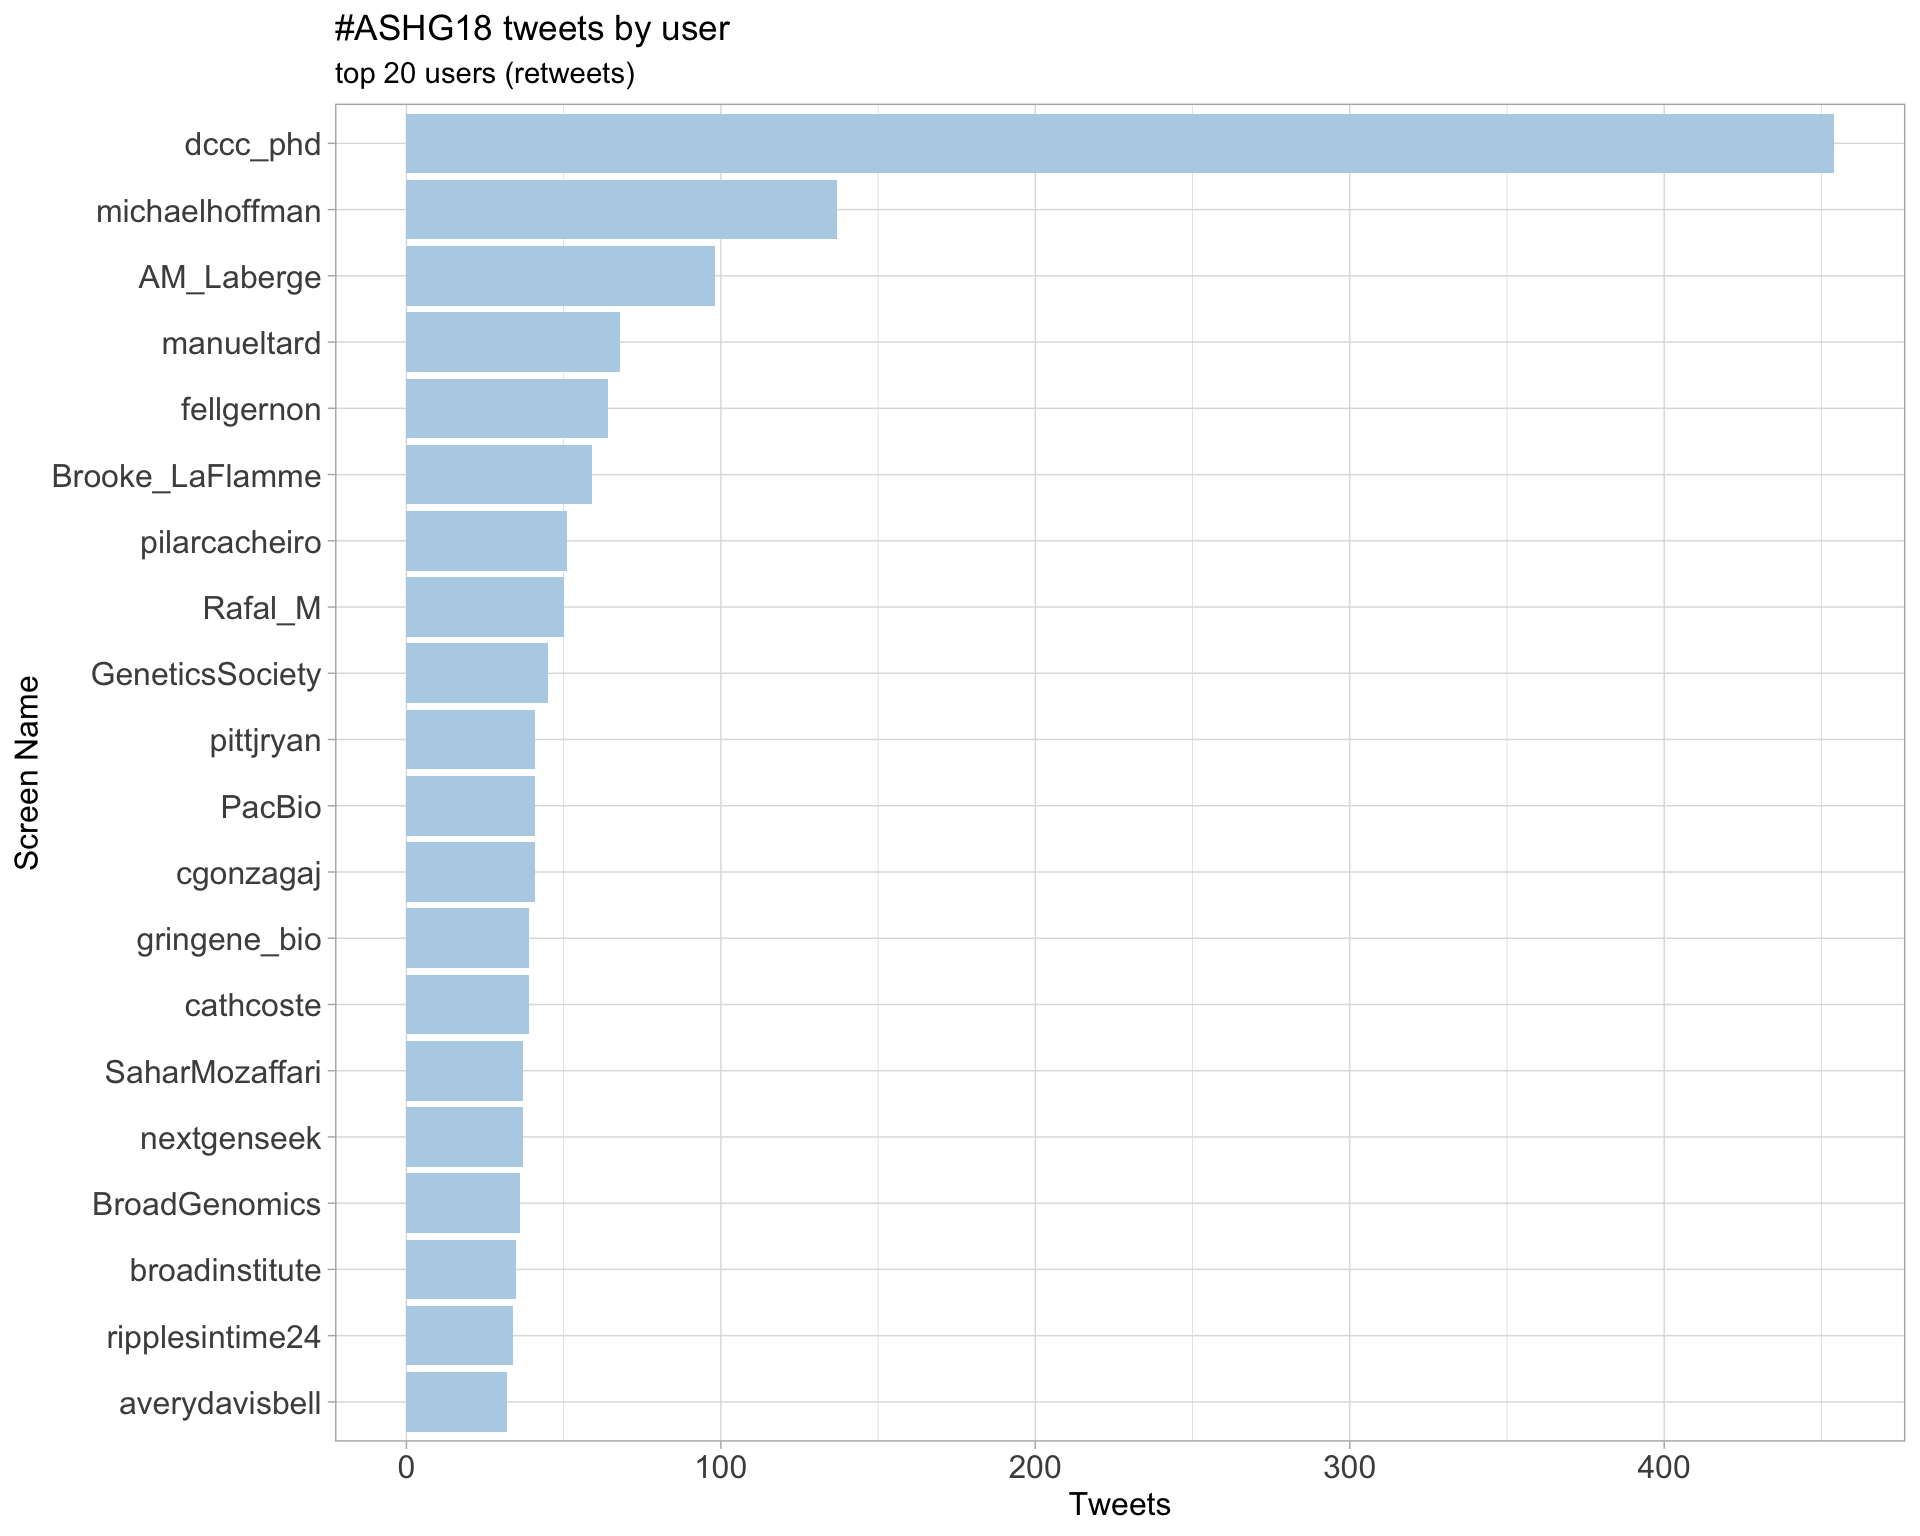 #ASHG18 tweets by user
top 20 users (retweets)
dccc_phd
michaelhoffman
AM_Laberge
manueltard
fellgernon
Brooke_LaFlamme
pilarcacheiro
Rafal_M
GeneticsSociety
pittjryan
PacBio
cgonzagaj
gringene_bio
cathcoste
SaharMozaffari
nextgenseek
BroadGenomics
broadinstitute
ripplesintime24
averydavisbell
Screen Name
0 100 200 300 400
Tweets